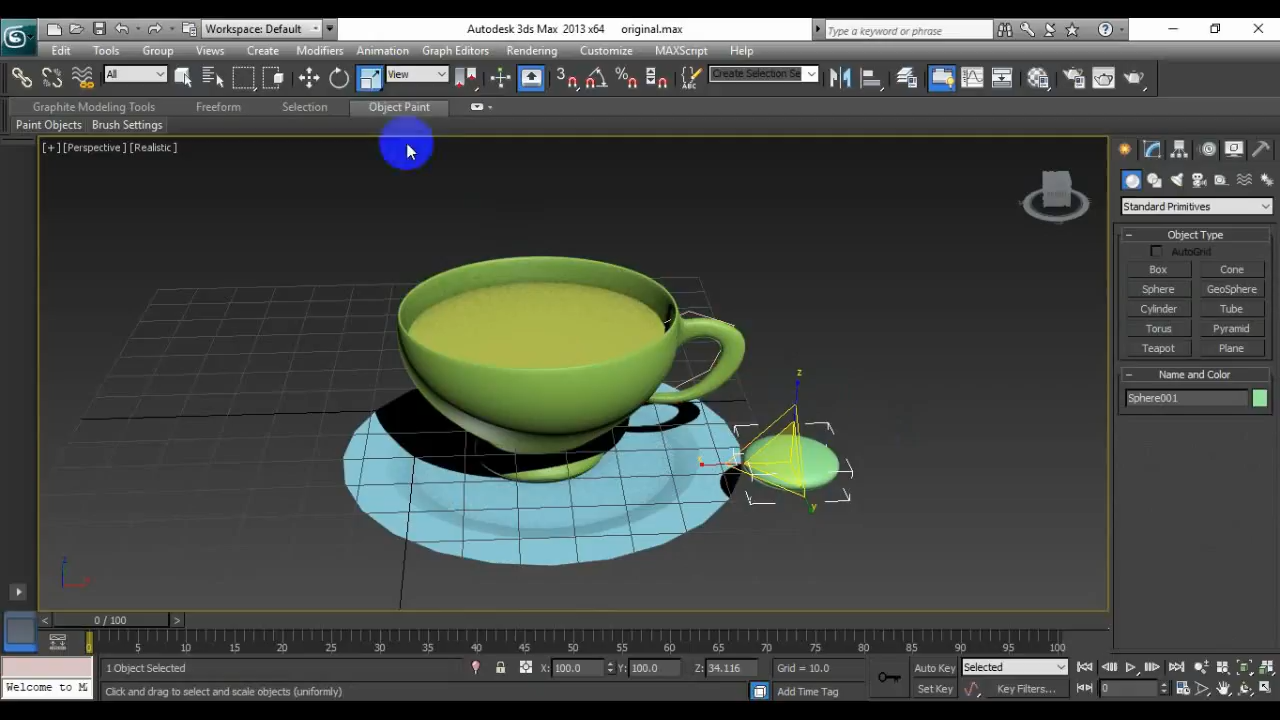 Workspace: Default
Autodesk 3ds Max 2013 x64 original.max
Type a keyword or phrase
Edit Tools Group Views Create Modifiers Animation Graph Editors Rendering Customize MAXScript Help
All View 3 Create Selection Se
Graphite Modeling Tools Freeform Selection Object Paint
Paint Objects Brush Settings
[+] [Perspective] [Realistic]
Standard Primitives
Object Type
AutoGrid
Box Cone
Sphere GeoSphere
Cylinder Tube
Torus Pyramid
Teapot Plane
Name and Color
Sphere001
z
x
y
z
x
0 / 100
5 10 15 20 25 30 35 40 45 50 55 60 65 70 75 80 85 90 95 100
1 Object Selected X: 100.0 Y: 100.0 Z: 34.116 Grid = 10.0 Auto Key Selected
Welcome to M Click and drag to select and scale objects (uniformly) Add Time Tag Set Key Key Filters... 0